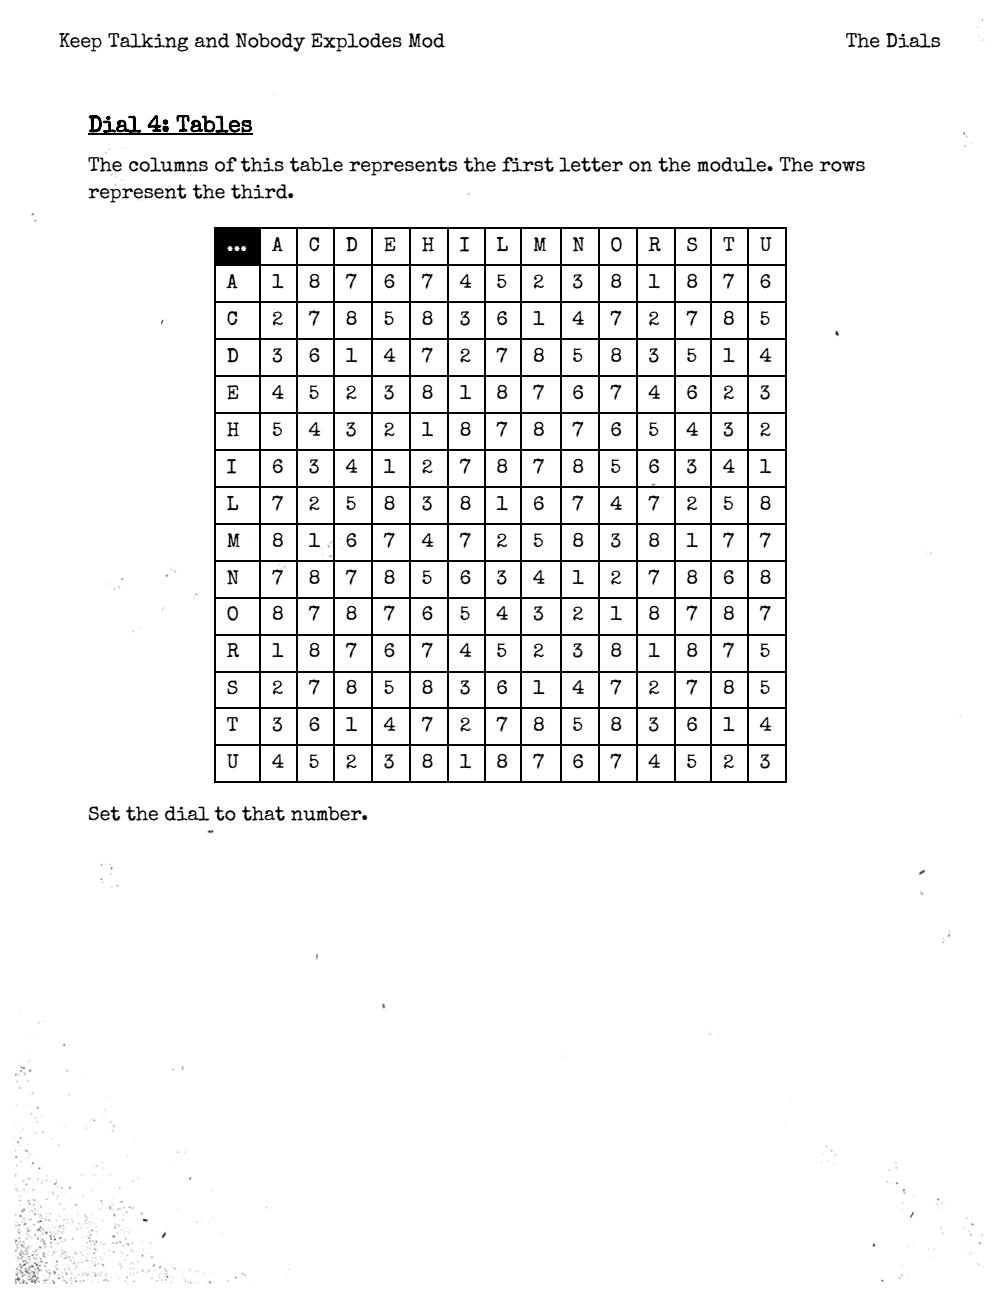 Keep Talking and Nobody Explodes Mod The Dials
Dial 4: Tables
The columns of this table represents the first letter on the module. The rows
represent the third.
... A C D E H I L M N O R S T U
A 1 8 7 6 7 4 5 2 3 8 1 8 7 6
C 2 7 8 5 8 3 6 1 4 7 2 7 8 5
D 3 6 1 4 7 2 7 8 5 8 3 5 1 4
E 4 5 2 3 8 1 8 7 6 7 4 6 2 3
H 5 4 3 2 1 8 7 8 7 6 5 4 3 2
I 6 3 4 1 2 7 8 7 8 5 6 3 4 1
L 7 2 5 8 3 8 1 6 7 4 7 2 5 8
M 8 1 6 7 4 7 2 5 8 3 8 1 7 7
N 7 8 7 8 5 6 3 4 1 2 7 8 6 8
O 8 7 8 7 6 5 4 3 2 1 8 7 8 7
R 1 8 7 6 7 4 5 2 3 8 1 8 7 5
S 2 7 8 5 8 3 6 1 4 7 2 7 8 5
T 3 6 1 4 7 2 7 8 5 8 3 6 1 4
U 4 5 2 3 8 1 8 7 6 7 4 5 2 3
Set the dial to that number.